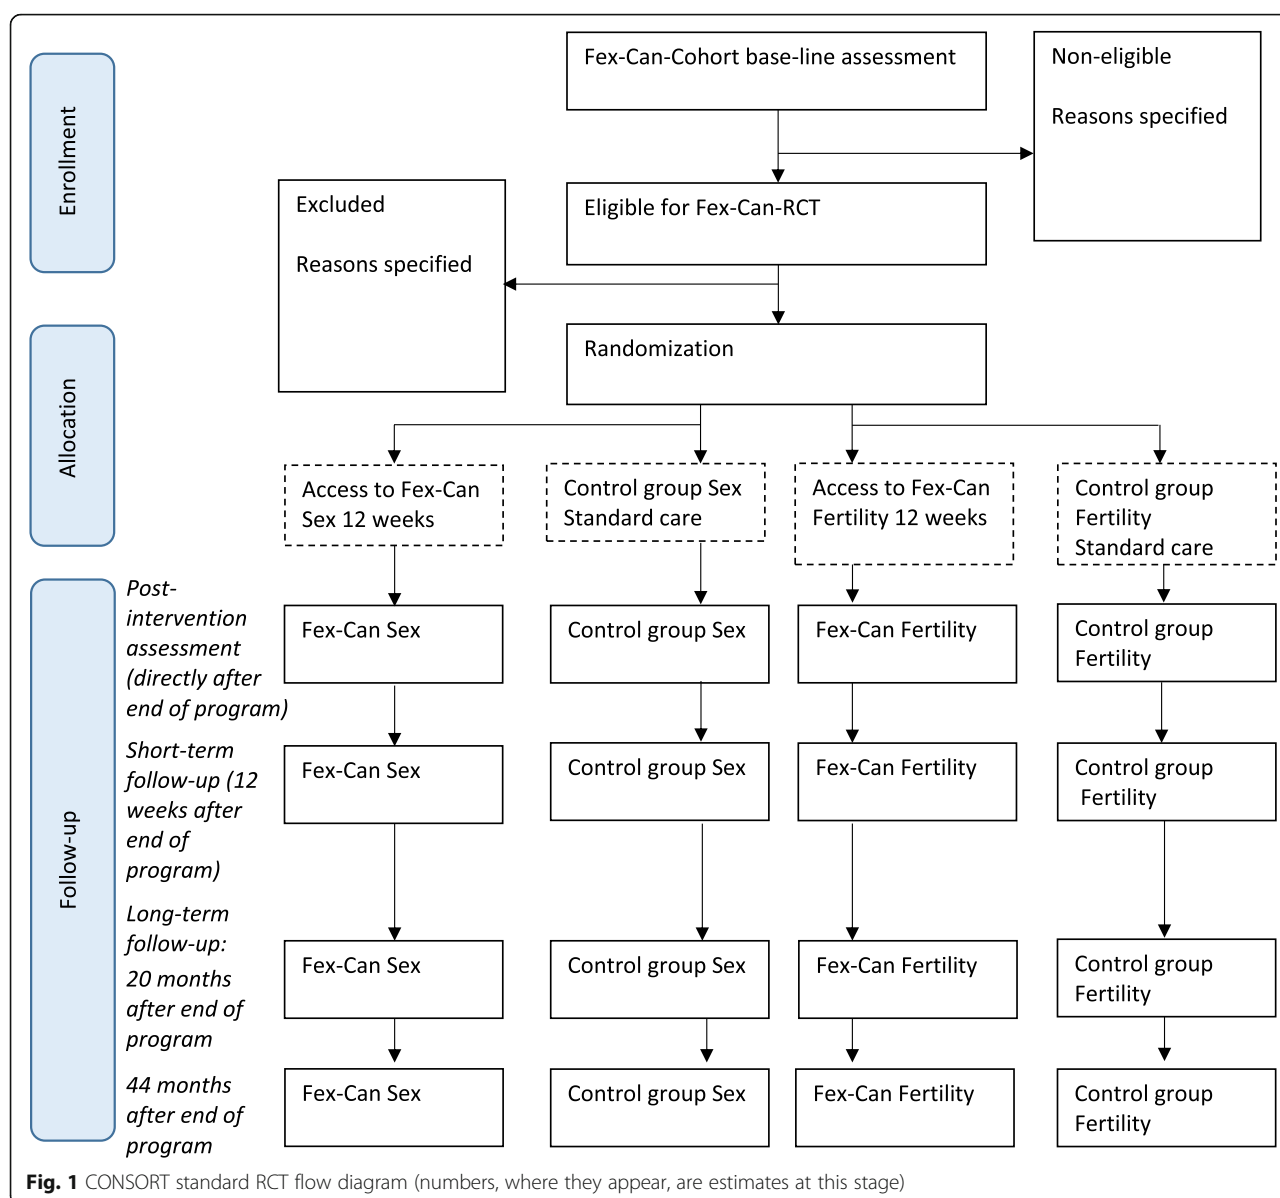 Enrollment
Fex-Can-Cohort base-line assessment
Non-eligible
Reasons specified
Excluded
Reasons specified
Eligible for Fex-Can-RCT
Allocation
Randomization
Access to Fex-Can
Sex 12 weeks
Control group Sex
Standard care
Access to Fex-Can
Fertility 12 weeks
Control group
Fertility
Standard care
Follow-up
Post-
intervention
assessment
(directly after
end of program)
Fex-Can Sex
Control group Sex
Fex-Can Fertility
Control group
Fertility
Short-term
follow-up (12
weeks after
end of
program)
Fex-Can Sex
Control group Sex
Fex-Can Fertility
Control group
Fertility
Long-term
follow-up:
20 months
after end of
program
Fex-Can Sex
Control group Sex
Fex-Can Fertility
Control group
Fertility
44 months
after end of
program
Fex-Can Sex
Control group Sex
Fex-Can Fertility
Control group
Fertility
Fig. 1 CONSORT standard RCT flow diagram (numbers, where they appear, are estimates at this stage)